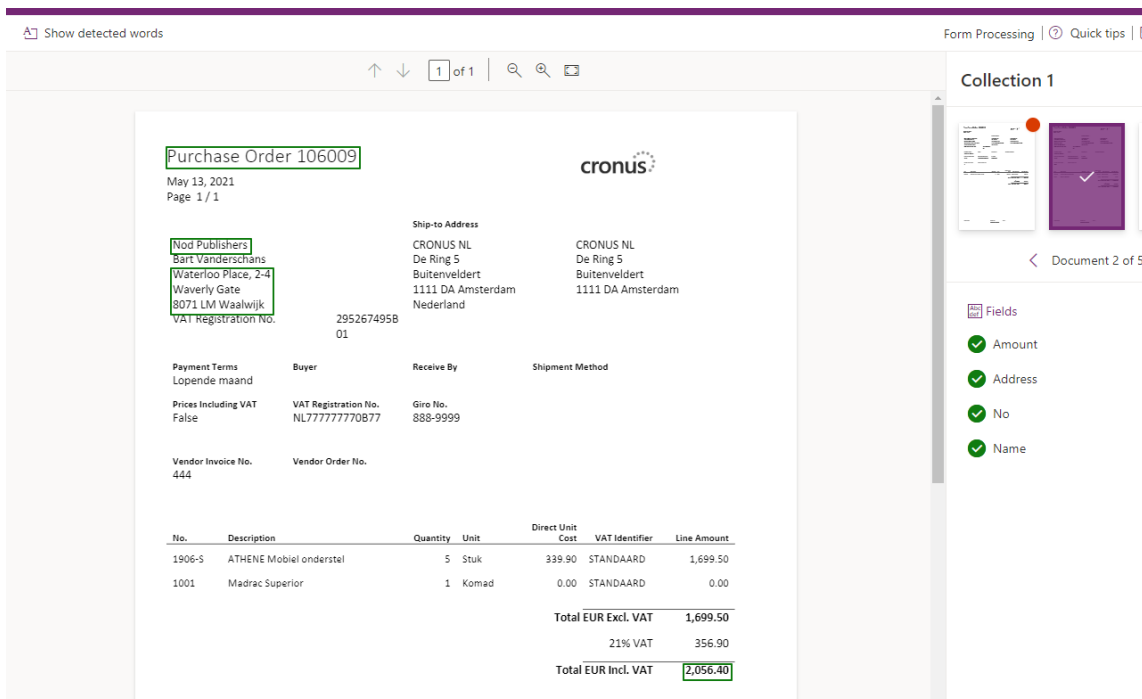 Show detected words
Form Processing
Quick tips
1 of 1
Collection 1
Purchase Order 106009
cronus
May 13, 2021
Page 1 / 1
Ship-to Address
Nod Publishers CRONUS NL CRONUS NL
Bart Vanderschans De Ring 5 De Ring 5
Waterloo Place, 2-4 Buitenveldert Buitenveldert
Waverly Gate 1111 DA Amsterdam 1111 DA Amsterdam
8071 LM Waalwijk Nederland
VAT Registration No. 295267495B
01
Payment Terms Buyer Receive By Shipment Method
Lopende maand
Prices Including VAT VAT Registration No. Giro No.
False NL777777770B77 888-9999
Vendor Invoice No. Vendor Order No.
444
Direct Unit
No. Description Quantity Unit Cost VAT Identifier Line Amount
1906-S ATHENE Mobiel onderstel 5 Stuk 339.90 STANDAARD 1,699.50
1001 Madrac Superior 1 Komad 0.00 STANDAARD 0.00
Total EUR Excl. VAT 1,699.50
21% VAT 356.90
Total EUR Incl. VAT 2,056.40
Document 2 of 5
Fields
Amount
Address
No
Name